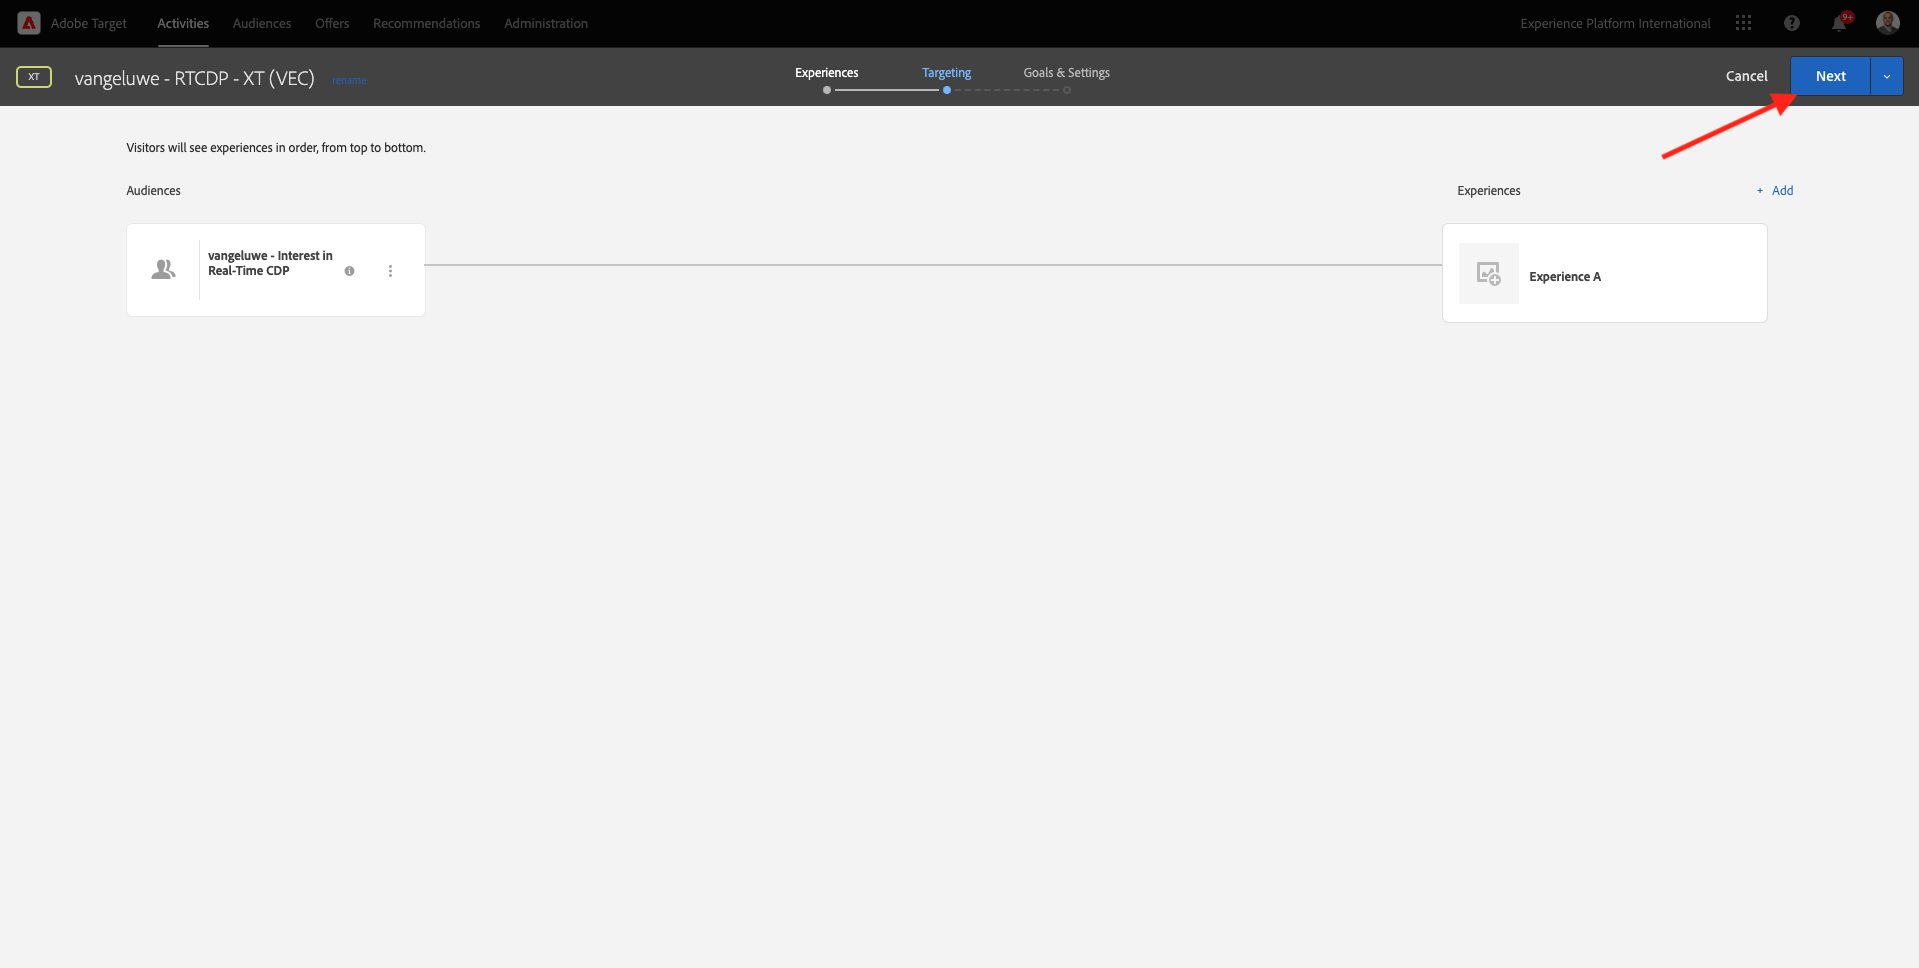 Adobe Target
Activities
Audiences
Offers
Recommendations
Administration
Experience Platform International
9+
XT
vangeluwe - RTCDP - XT (VEC)
rename
Experiences
Targeting
Goals & Settings
Cancel
Next
Visitors will see experiences in order, from top to bottom.
Audiences
Experiences
+ Add
vangeluwe - Interest in
Real-Time CDP
Experience A